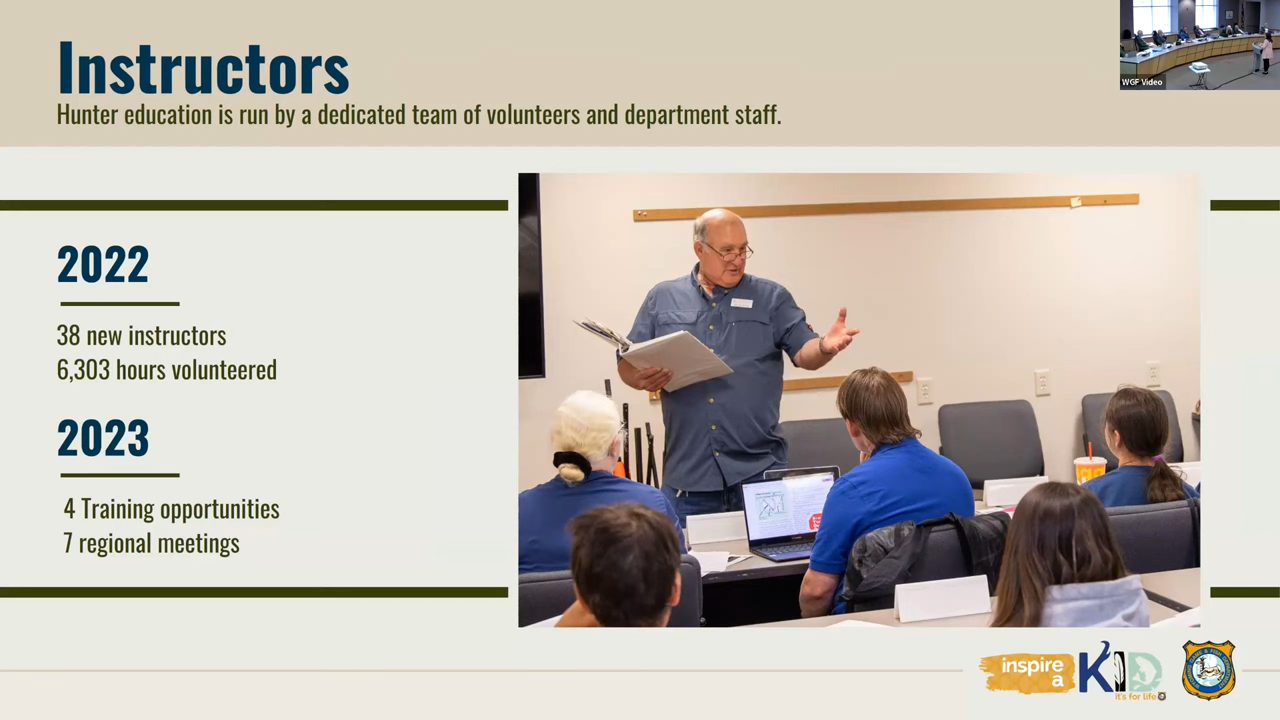 Instructors
Hunter education is run by a dedicated team of volunteers and department staff.
WGF Video
2022
38 new instructors
6,303 hours volunteered
2023
4 Training opportunities
7 regional meetings
inspire
a
KID
it's for life